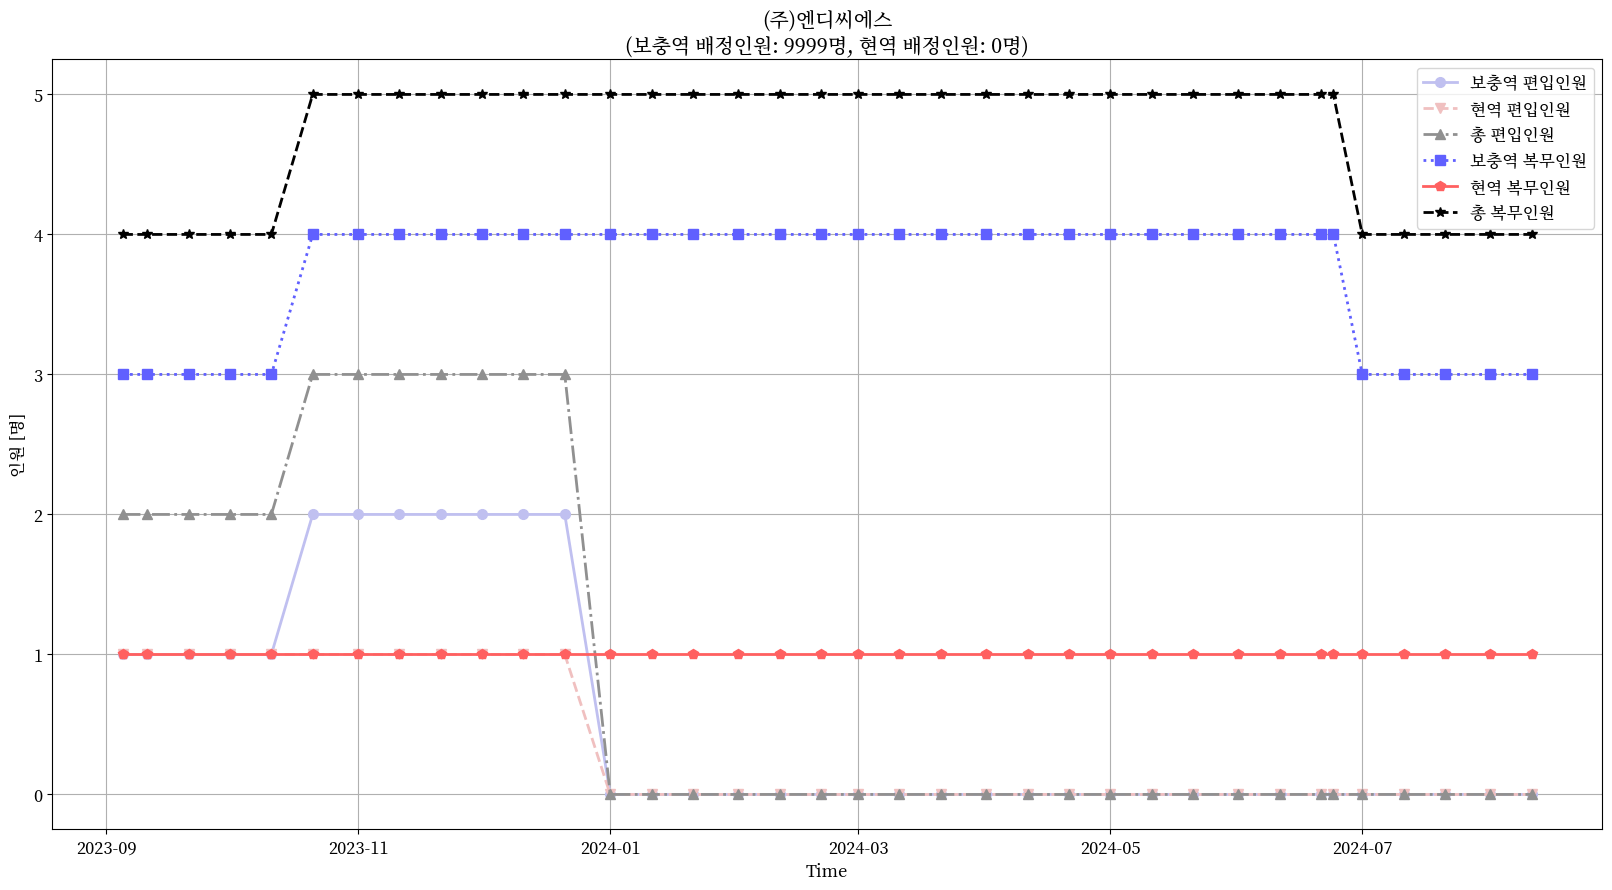 (주)엔디씨에스
(보충역 배정인원: 9999명, 현역 배정인원: 0명)
보충역 편입인원
현역 편입인원
총 편입인원
보충역 복무인원
현역 복무인원
총 복무인원
인원 [명]
5
4
3
2
1
0
2023-09
2023-11
2024-01
2024-03
2024-05
2024-07
Time